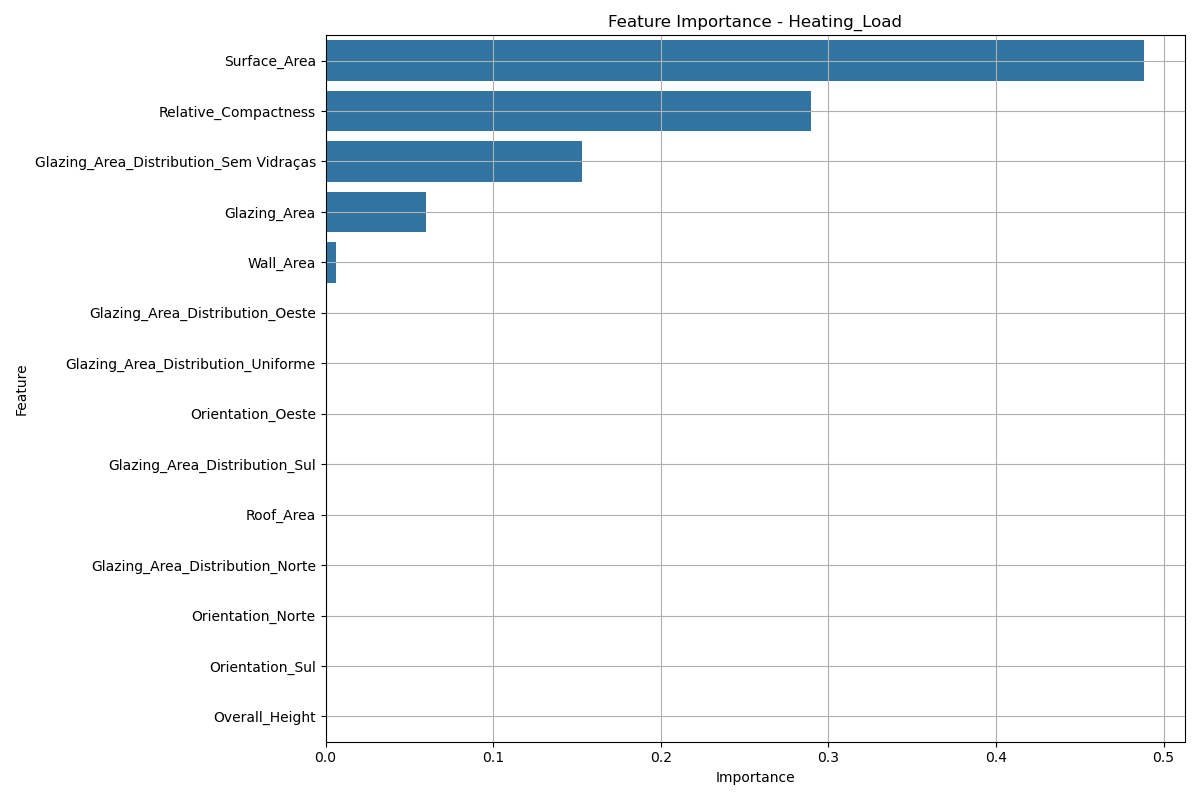 Feature Importance - Heating_Load
Feature
Surface_Area
Relative_Compactness
Glazing_Area_Distribution_Sem Vidraças
Glazing_Area
Wall_Area
Glazing_Area_Distribution_Oeste
Glazing_Area_Distribution_Uniforme
Orientation_Oeste
Glazing_Area_Distribution_Sul
Roof_Area
Glazing_Area_Distribution_Norte
Orientation_Norte
Orientation_Sul
Overall_Height
0.0 0.1 0.2 0.3 0.4 0.5
Importance